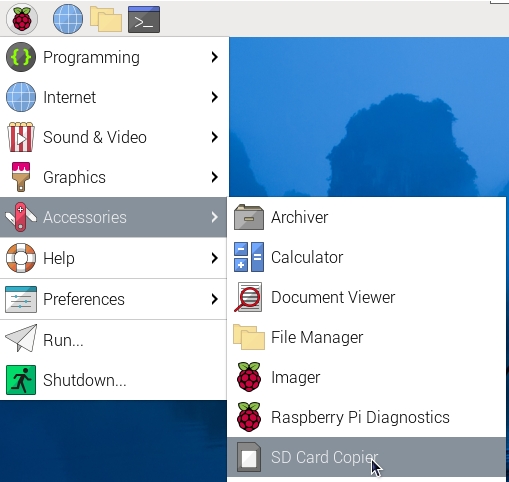 Programming
Internet
Sound & Video
Graphics
Accessories
Help
Preferences
Run...
Shutdown...
Archiver
Calculator
Document Viewer
File Manager
Imager
Raspberry Pi Diagnostics
SD Card Copier